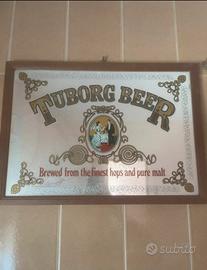 TUBORG BEER
Brewed from the finest hops and pure malt
subito